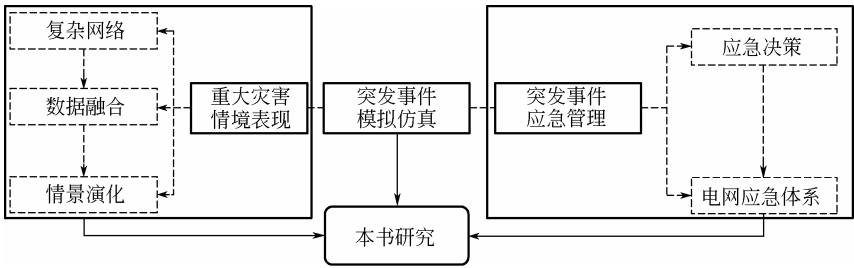 复杂网络
数据融合
情景演化
重大灾害
情境表现
突发事件
模拟仿真
突发事件
应急管理
应急决策
电网应急体系
本书研究